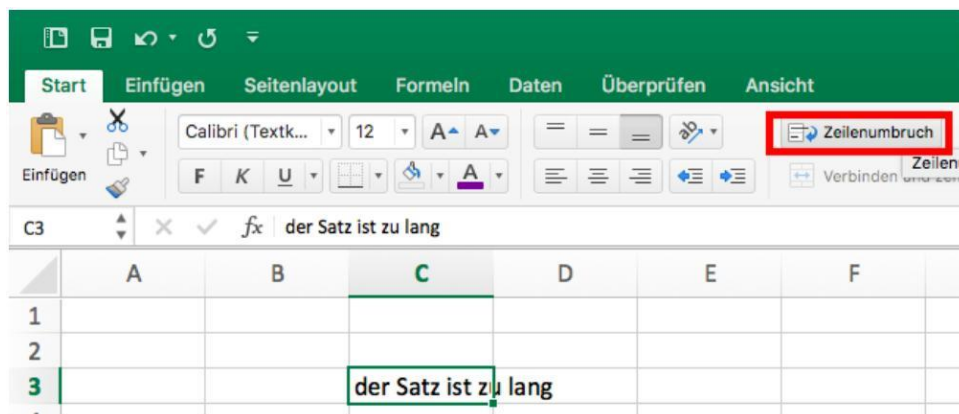 Start Einfügen Seitenlayout Formeln Daten Überprüfen Ansicht
Calibri (Textk... 12 A A Zeilenumbruch
Einfügen F K U A Verbinden
C3 fx der Satz ist zu lang
A B C D E F
1
2
3 der Satz ist zu lang